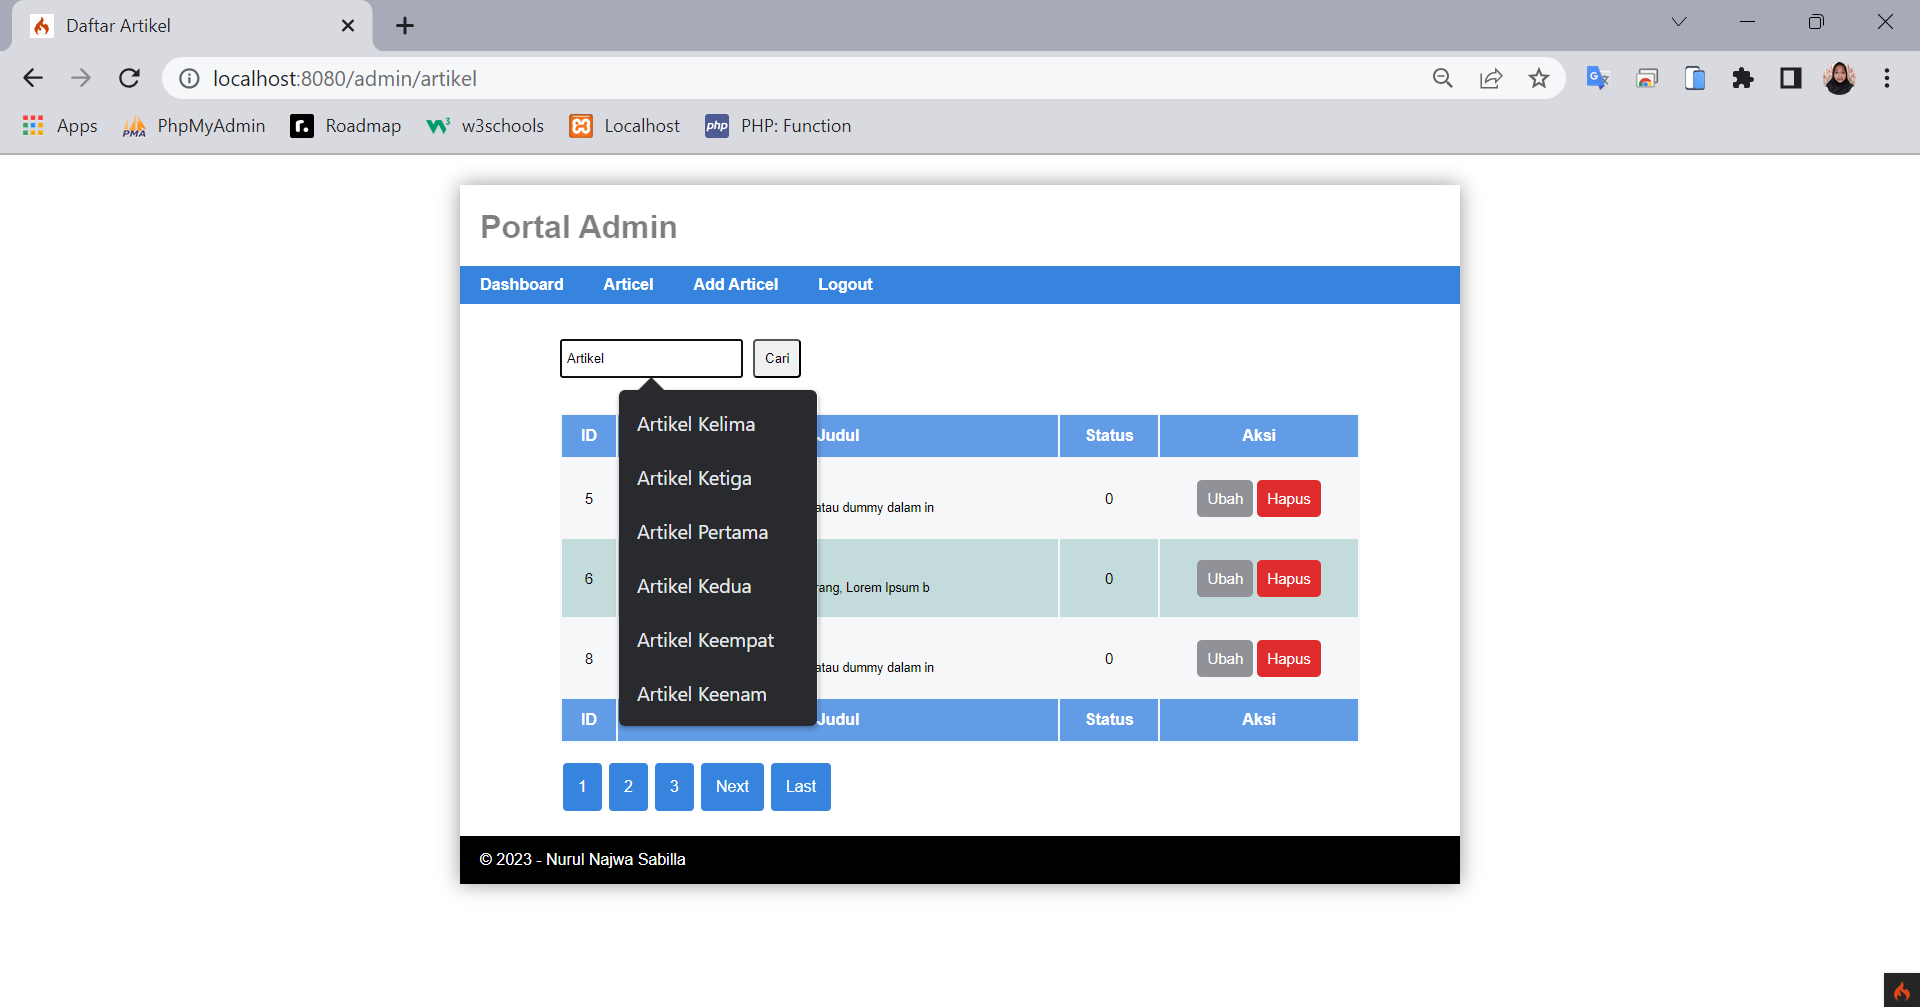 Daftar Artikel
localhost:8080/admin/artikel
Apps PhpMyAdmin Roadmap w3schools Localhost PHP: Function
Portal Admin
Dashboard Articel Add Articel Logout
Artikel Cari
Artikel Kelima
Artikel Ketiga
Artikel Pertama
Artikel Kedua
Artikel Keempat
Artikel Keenam
ID Judul Status Aksi
5 atau dummy dalam in 0 Ubah Hapus
6 rang, Lorem Ipsum b 0 Ubah Hapus
8 atau dummy dalam in 0 Ubah Hapus
ID Judul Status Aksi
1 2 3 Next Last
© 2023 - Nurul Najwa Sabilla